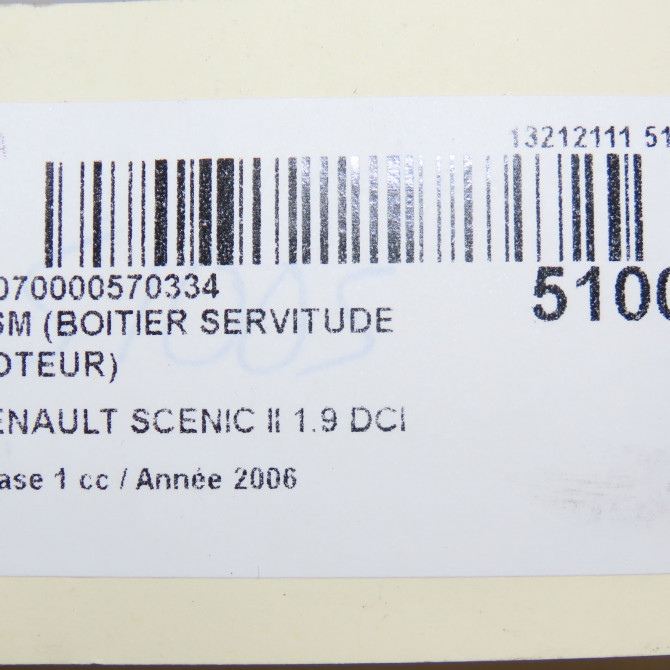 13212111 51
070000570334
5100
SM (BOITIER SERVITUDE
OTEUR)
ENAULT SCENIC II 1.9 DCI
ase 1 cc / Année 2006